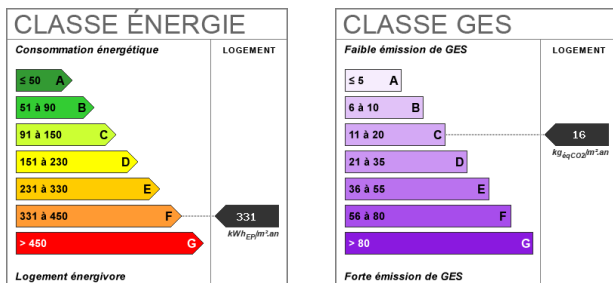 CLASSE ÉNERGIE
Consommation énergétique
LOGEMENT
≤ 50 A
51 à 90 B
91 à 150 C
151 à 230 D
231 à 330 E
331 à 450 F
331
kWhEP/m².an
> 450 G
Logement énergivore
CLASSE GES
Faible émission de GES
LOGEMENT
≤ 5 A
6 à 10 B
11 à 20 C
16
kgéqCO2/m².an
21 à 35 D
36 à 55 E
56 à 80 F
> 80 G
Forte émission de GES